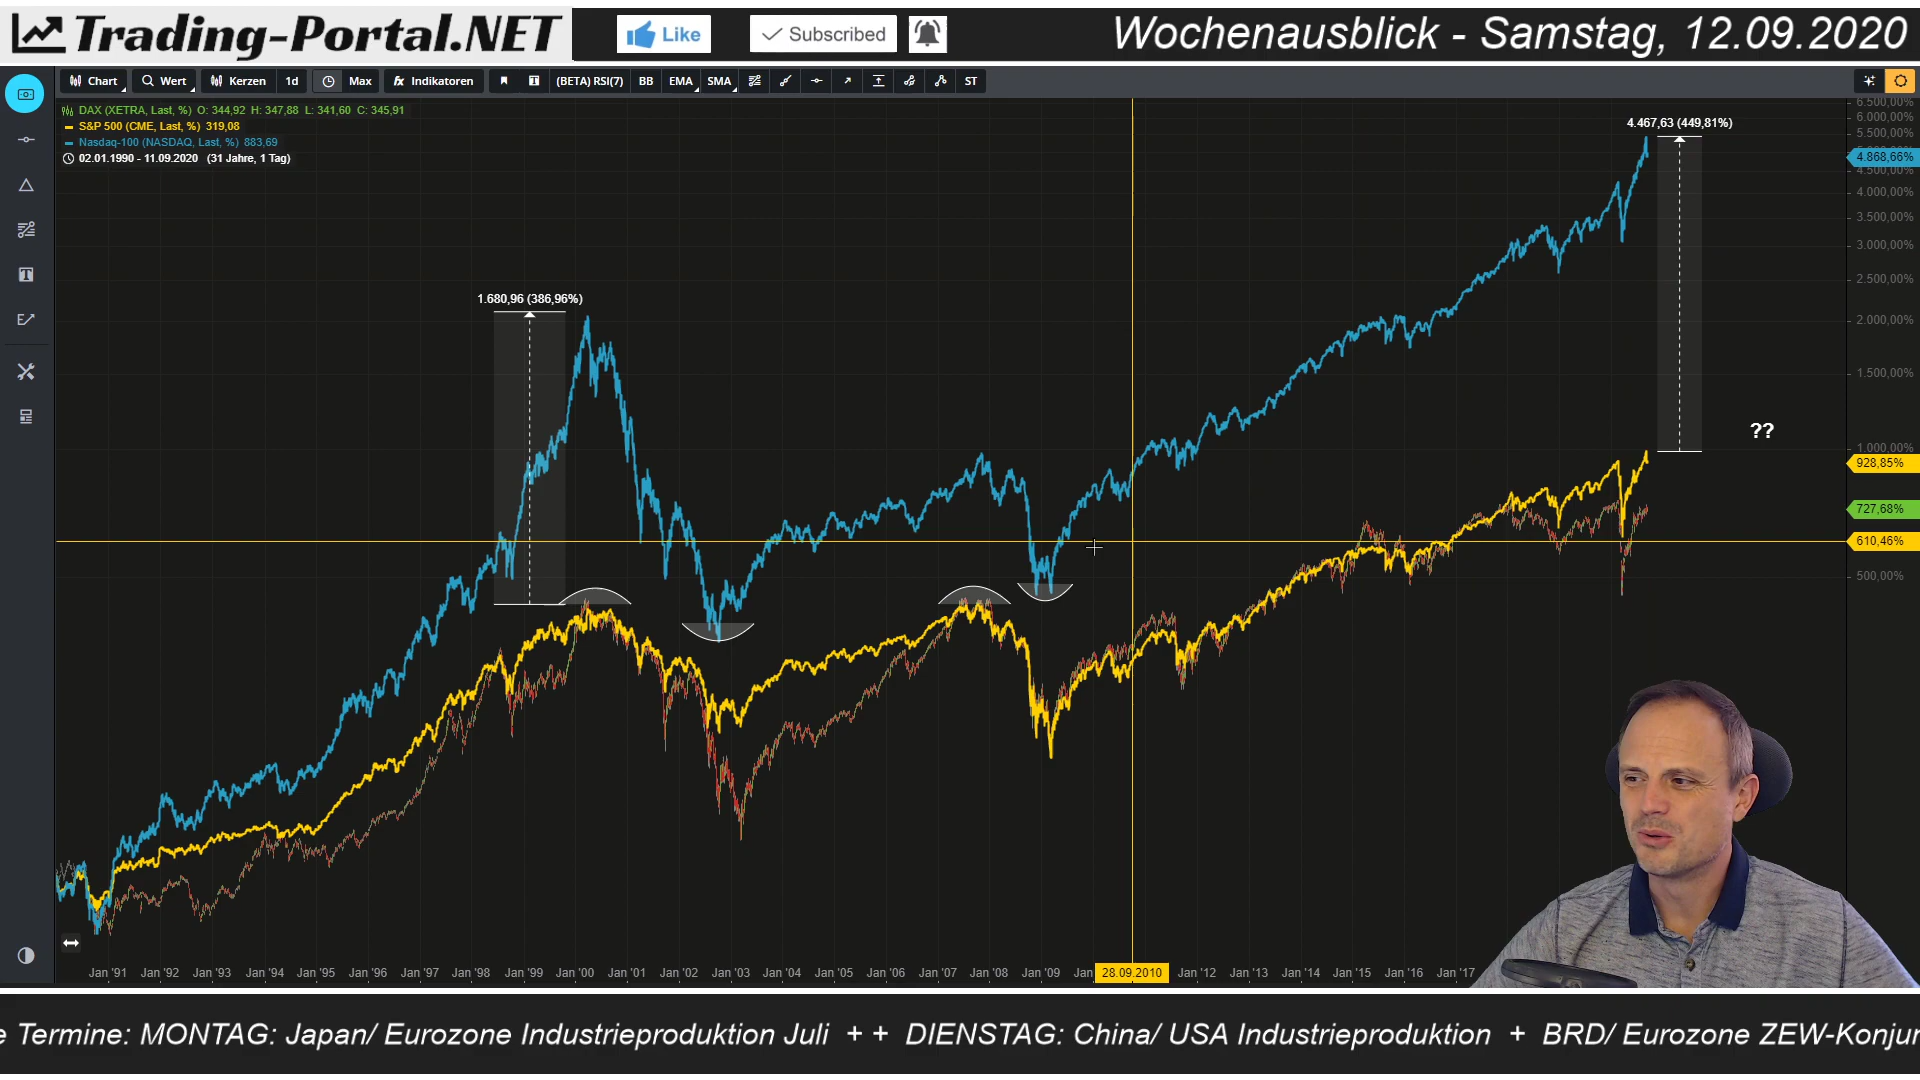 Trading-Portal.NET
Like
Subscribed
Wochenausblick - Samstag, 12.09.2020
Chart
Wert
Kerzen
1d
Max
fx Indikatoren
T
(BETA) RSI(7)
BB
EMA
SMA
ST
DAX (XETRA, Last, %) O: 344,92 H: 347,88 L: 341,60 C: 345,91
S&P 500 (CME, Last, %) 319,08
Nasdaq-100 (NASDAQ, Last, %) 883,69
02.01.1990 - 11.09.2020 (31 Jahre, 1 Tag)
4.467,63 (449,81%)
1.680,96 (386,96%)
??
6.500,00%
6.000,00%
5.500,00%
4.868,66%
4.500,00%
4.000,00%
3.500,00%
3.000,00%
2.500,00%
2.000,00%
1.500,00%
1.000,00%
928,85%
727,68%
610,46%
500,00%
Jan '91 Jan '92 Jan '93 Jan '94 Jan '95 Jan '96 Jan '97 Jan '98 Jan '99 Jan '00 Jan '01 Jan '02 Jan '03 Jan '04 Jan '05 Jan '06 Jan '07 Jan '08 Jan '09 Jan 28.09.2010 Jan '12 Jan '13 Jan '14 Jan '15 Jan '16 Jan '17
e Termine: MONTAG: Japan/ Eurozone Industrieproduktion Juli + + DIENSTAG: China/ USA Industrieproduktion + BRD/ Eurozone ZEW-Konjun